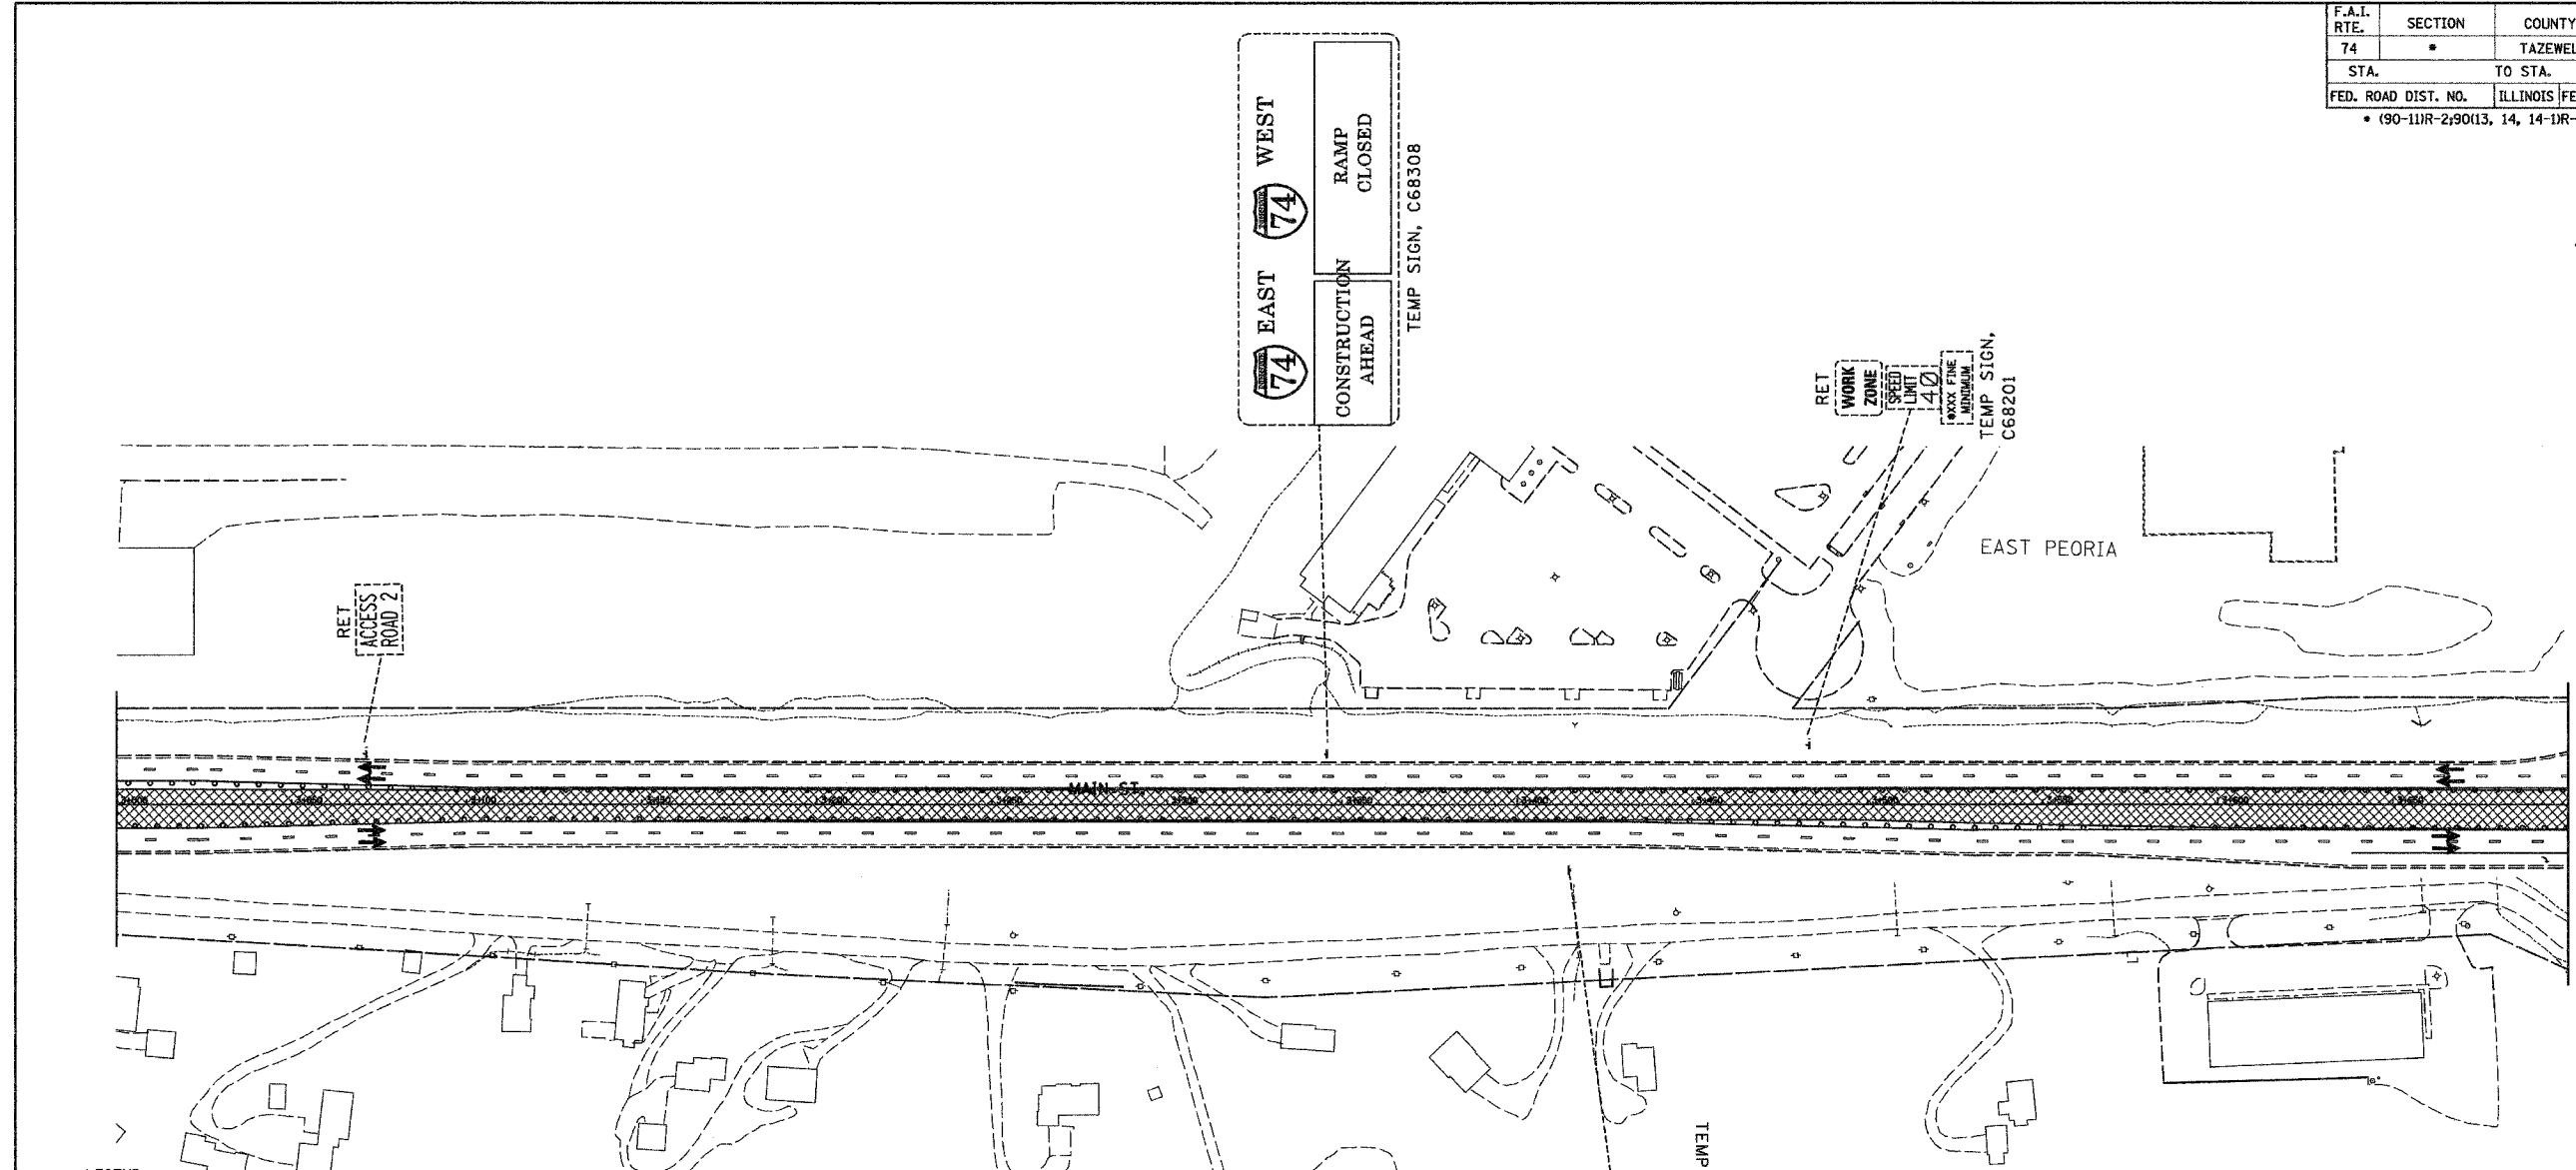 F.A.I. RTE. SECTION COUNTY
74 * TAZEWEL
STA. TO STA.
FED. ROAD DIST. NO. ILLINOIS FE
* (90-11)R-2;90(13, 14, 14-1)R-
74 EAST 74 WEST
CONSTRUCTION AHEAD
RAMP CLOSED
TEMP SIGN, C68308
RET
WORK ZONE
SPEED LIMIT 40
$XXX FINE MINIMUM
TEMP SIGN,
C68201
EAST PEORIA
RET
ACCESS
ROAD 2
MAIN ST.
TEMP